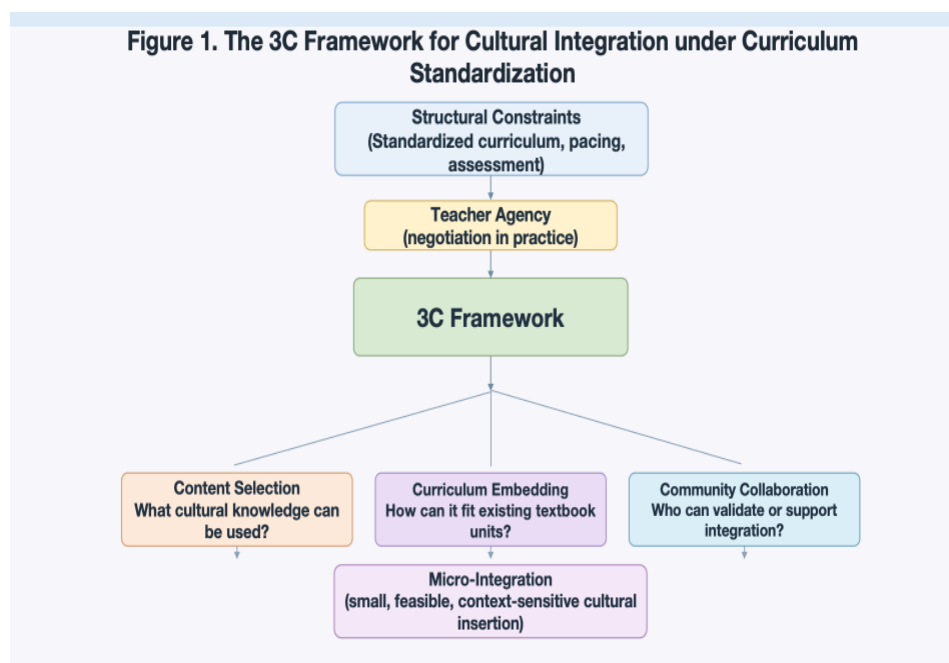 Figure 1. The 3C Framework for Cultural Integration under Curriculum
Standardization
Structural Constraints
(Standardized curriculum, pacing,
assessment)
Teacher Agency
(negotiation in practice)
3C Framework
Content Selection
What cultural knowledge can
be used?
Curriculum Embedding
How can it fit existing textbook
units?
Community Collaboration
Who can validate or support
integration?
Micro-Integration
(small, feasible, context-sensitive cultural
insertion)